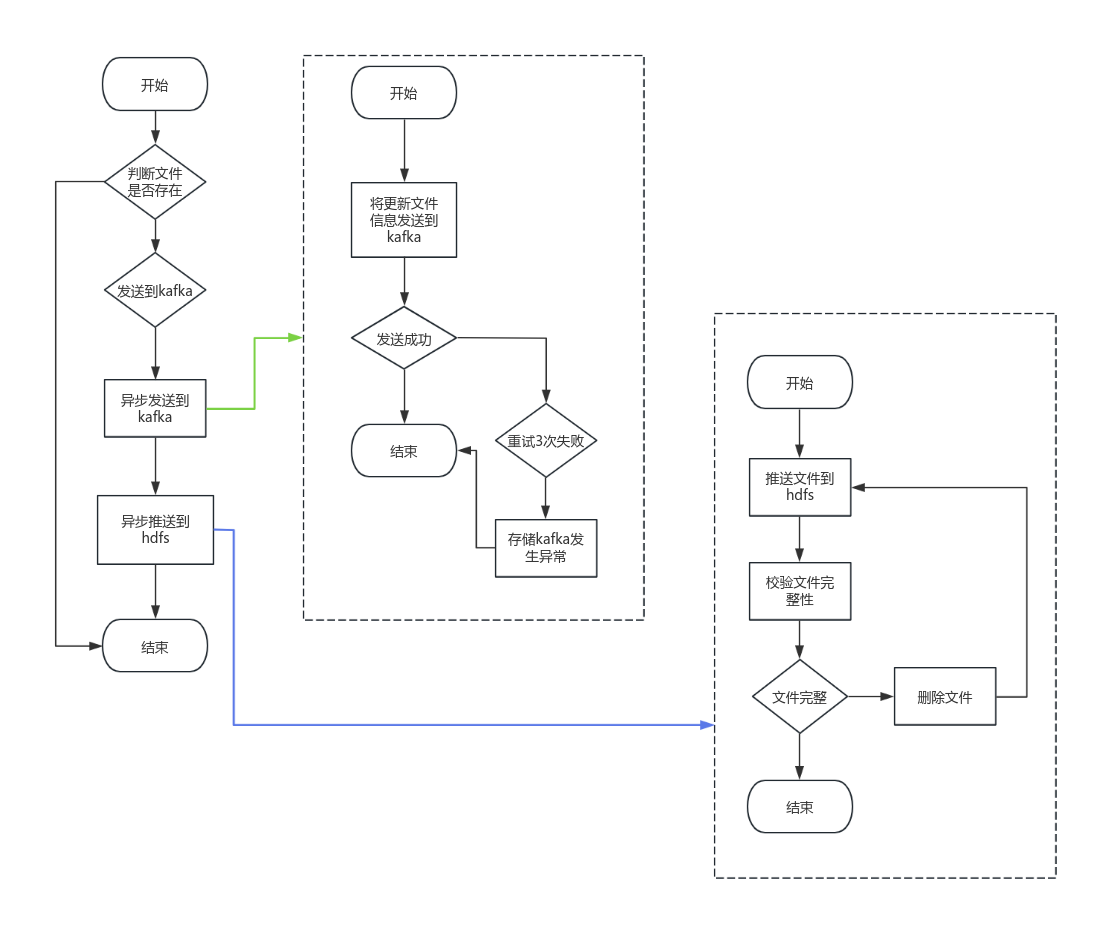 开始
判断文件
是否存在
发送到kafka
异步发送到
kafka
异步推送到
hdfs
结束
开始
将更新文件
信息发送到
kafka
发送成功
重试3次失败
结束
存储kafka发
生异常
开始
推送文件到
hdfs
校验文件完
整性
文件完整
删除文件
结束